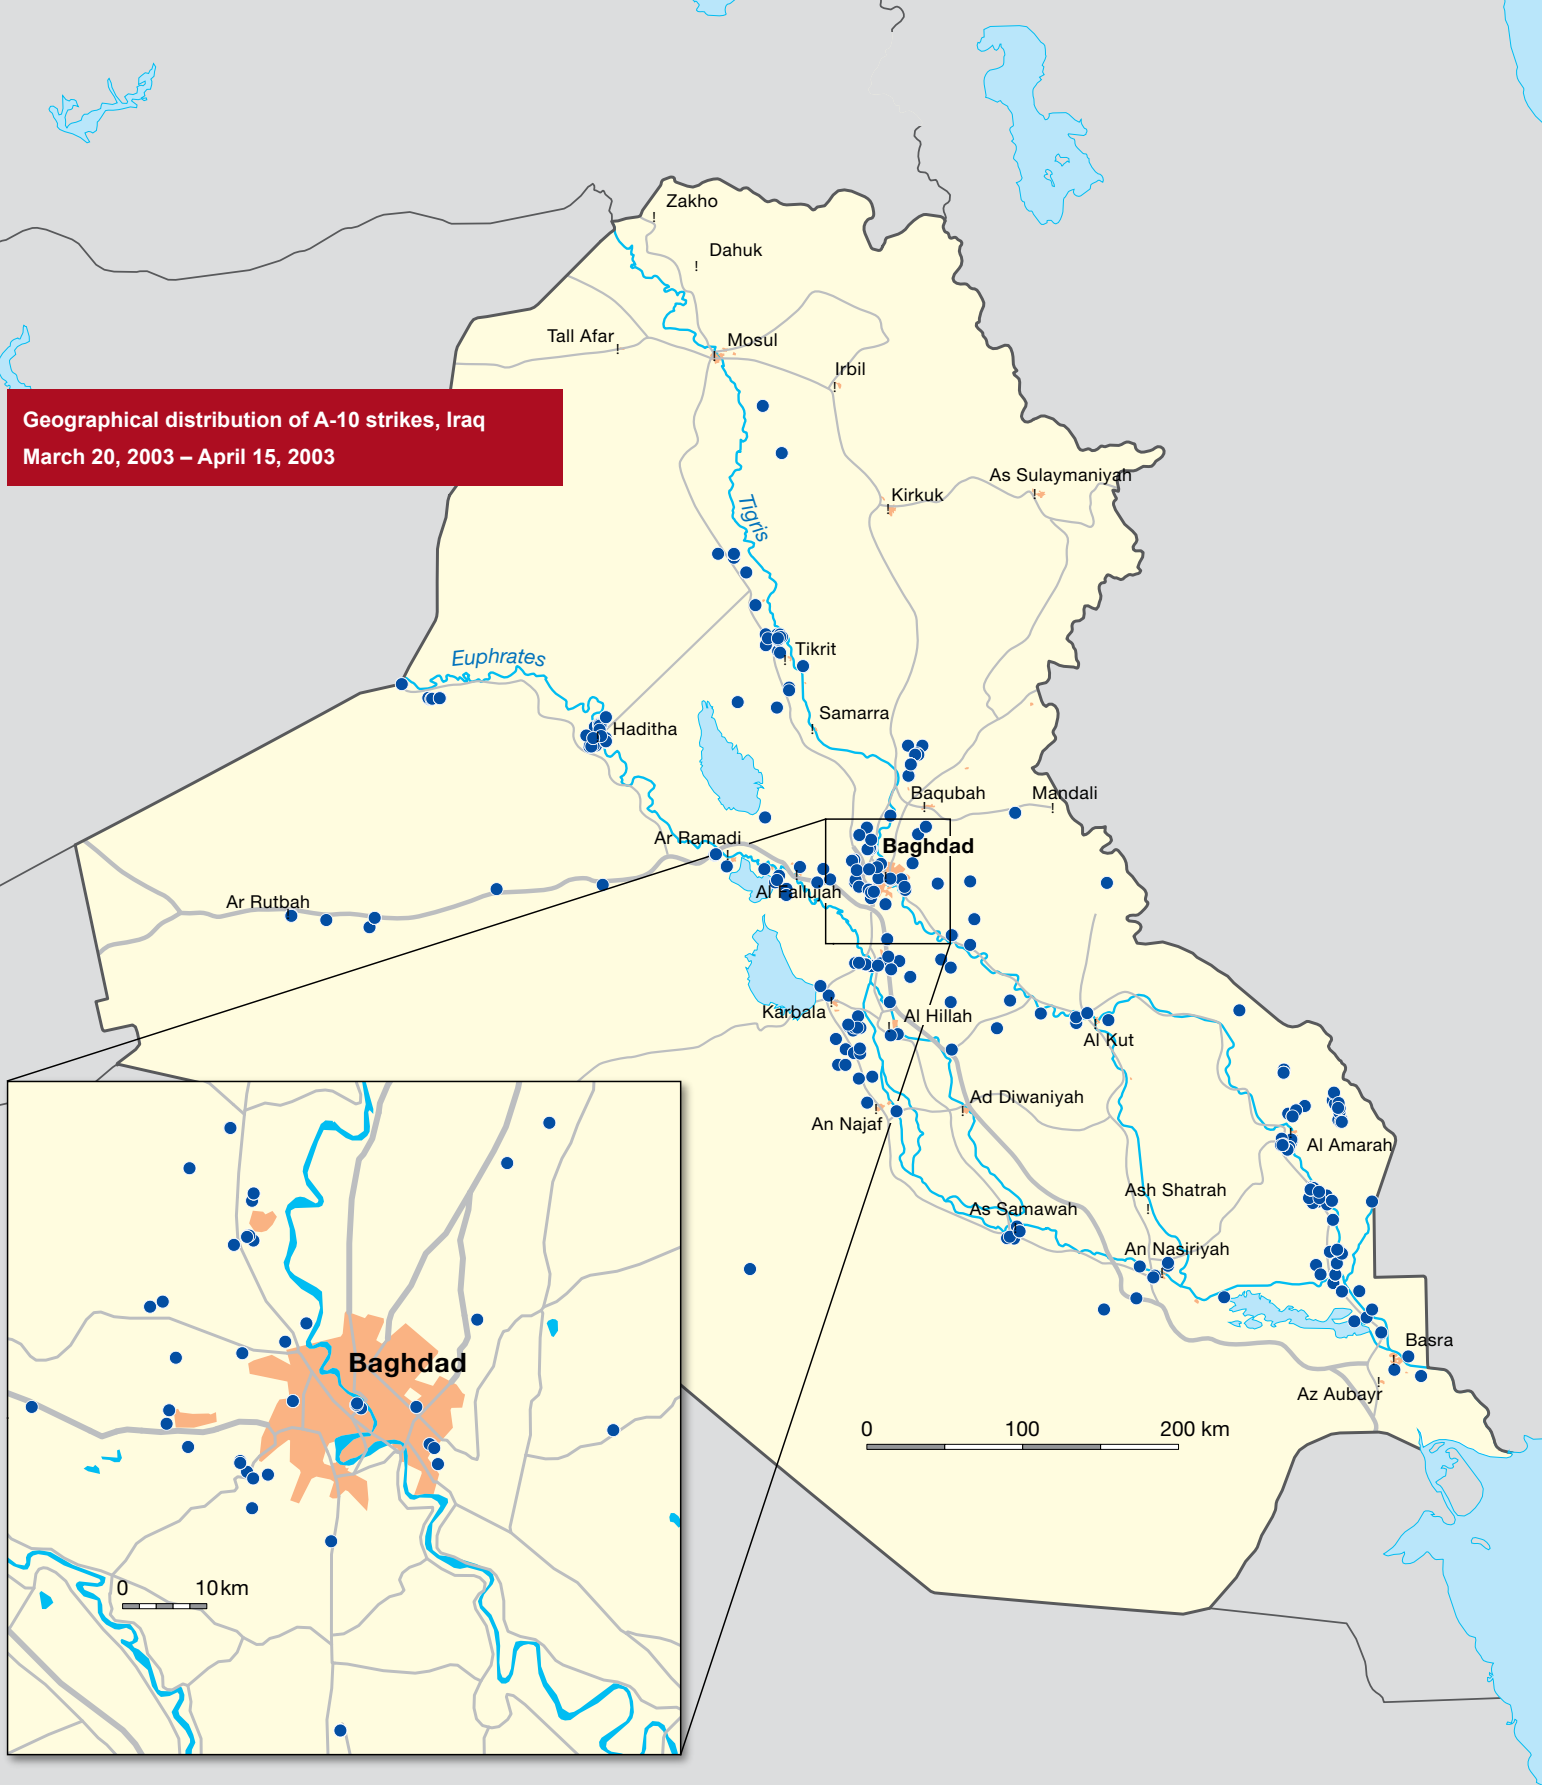 Zakho
Dahuk
Tall Afar
Mosul
Irbil
Geographical distribution of A-10 strikes, Iraq
March 20, 2003 – April 15, 2003
As Sulaymaniyah
Kirkuk
Tigris
Tikrit
Euphrates
Samarra
Haditha
Baqubah
Mandali
Ar Ramadi
Baghdad
Al Fallujah
Ar Rutbah
Karbala
Al Hillah
Al Kut
Ad Diwaniyah
An Najaf
Al Amarah
Ash Shatrah
As Samawah
An Nasiriyah
Basra
Az Aubayr
0 100 200 km
Baghdad
0 10 km